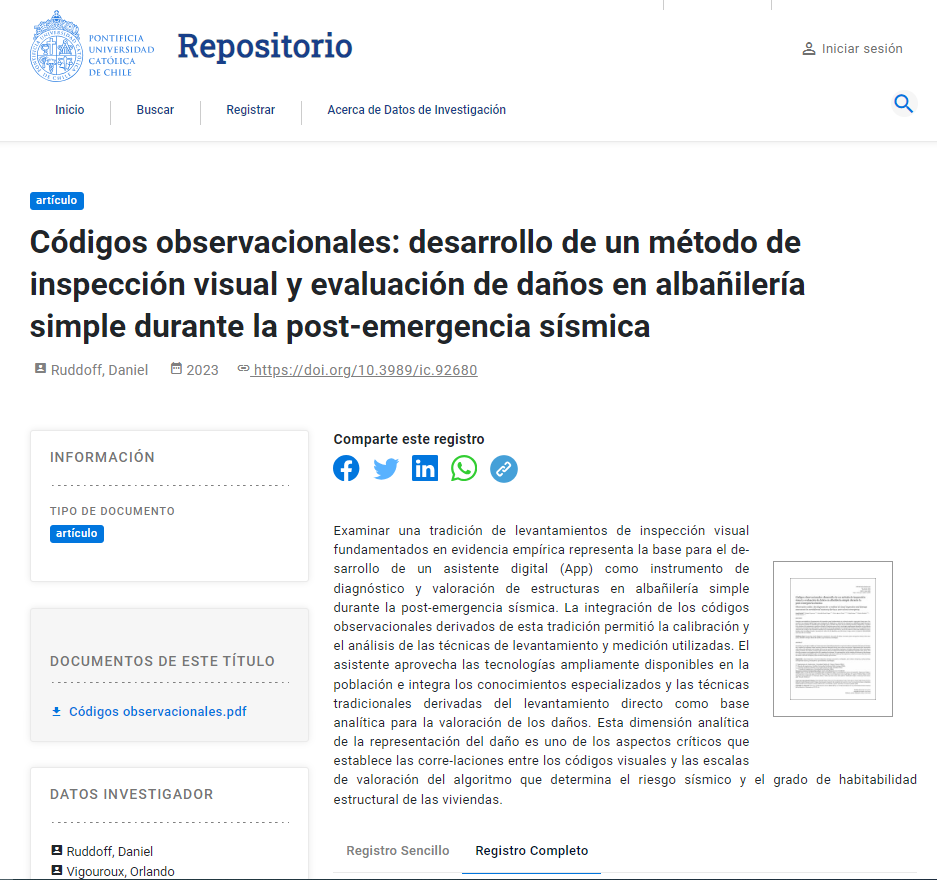 PONTIFICIA
UNIVERSIDAD
CATÓLICA
DE CHILE
Repositorio
Iniciar sesión
Inicio
Buscar
Registrar
Acerca de Datos de Investigación
artículo
Códigos observacionales: desarrollo de un método de
inspección visual y evaluación de daños en albañilería
simple durante la post-emergencia sísmica
Ruddoff, Daniel
2023
https://doi.org/10.3989/ic.92680
INFORMACIÓN
TIPO DE DOCUMENTO
artículo
DOCUMENTOS DE ESTE TÍTULO
Códigos observacionales.pdf
DATOS INVESTIGADOR
Ruddoff, Daniel
Vigouroux, Orlando
Comparte este registro
Examinar una tradición de levantamientos de inspección visual
fundamentados en evidencia empírica representa la base para el de-
sarrollo de un asistente digital (App) como instrumento de
diagnóstico y valoración de estructuras en albañilería simple
durante la post-emergencia sísmica. La integración de los códigos
observacionales derivados de esta tradición permitió la calibración y
el análisis de las técnicas de levantamiento y medición utilizadas. El
asistente aprovecha las tecnologías ampliamente disponibles en la
población e integra los conocimientos especializados y las técnicas
tradicionales derivadas del levantamiento directo como base
analítica para la valoración de los daños. Esta dimensión analítica
de la representación del daño es uno de los aspectos críticos que
establece las corre-laciones entre los códigos visuales y las escalas
de valoración del algoritmo que determina el riesgo sísmico y el grado de habitabilidad
estructural de las viviendas.
Registro Sencillo
Registro Completo